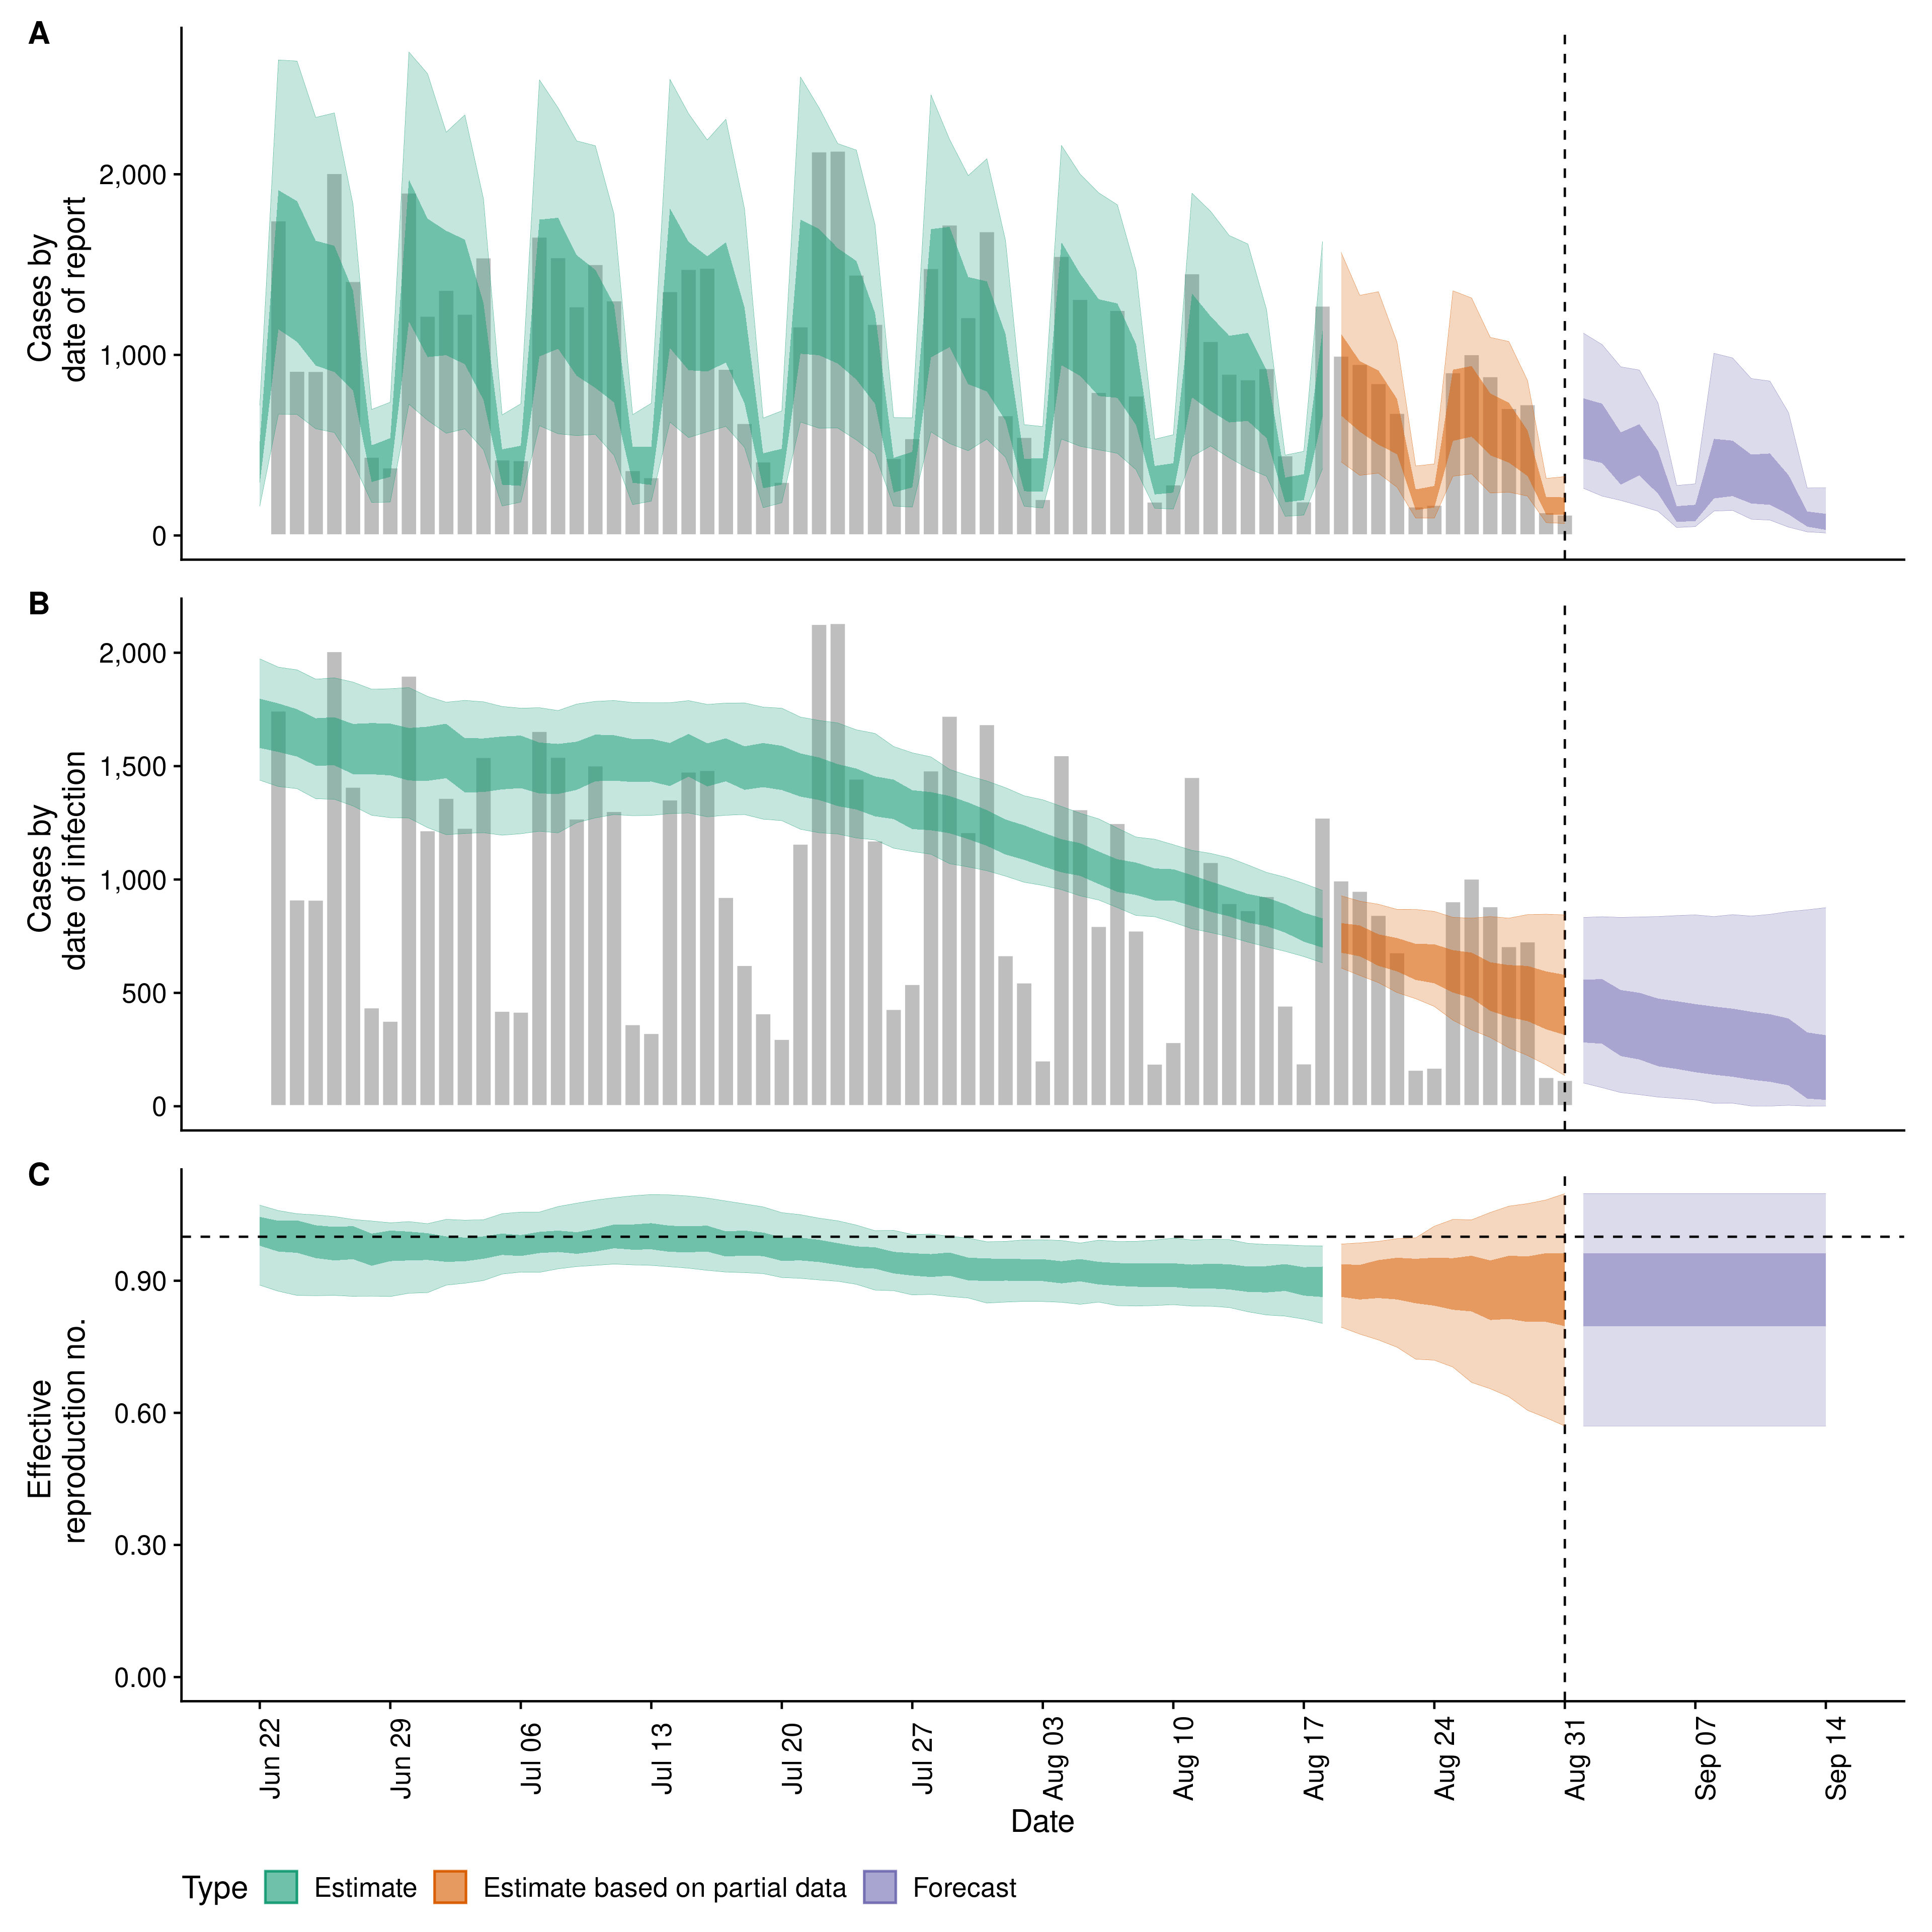 A
Cases by
date of report
2,000
1,000
0
B
Cases by
date of infection
2,000
1,500
1,000
500
0
C
Effective
reproduction no.
0.90
0.60
0.30
0.00
Jun 22
Jun 29
Jul 06
Jul 13
Jul 20
Jul 27
Aug 03
Aug 10
Aug 17
Aug 24
Aug 31
Sep 07
Sep 14
Date
Type Estimate Estimate based on partial data Forecast